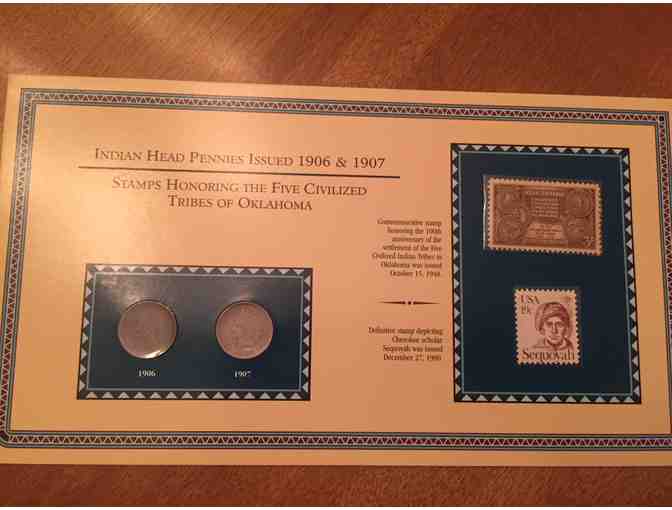 INDIAN HEAD PENNIES ISSUED 1906 & 1907
STAMPS HONORING THE FIVE CIVILIZED
TRIBES OF OKLAHOMA
Commemorative stamp
honoring the 100th
anniversary of the
settlement of the Five
Civilized Indian Tribes in
Oklahoma was issued
October 15, 1948.
Definitive stamp depicting
Cherokee scholar
Sequoyah was issued
December 27, 1980
1906
1907
USA
19c
Sequoyah